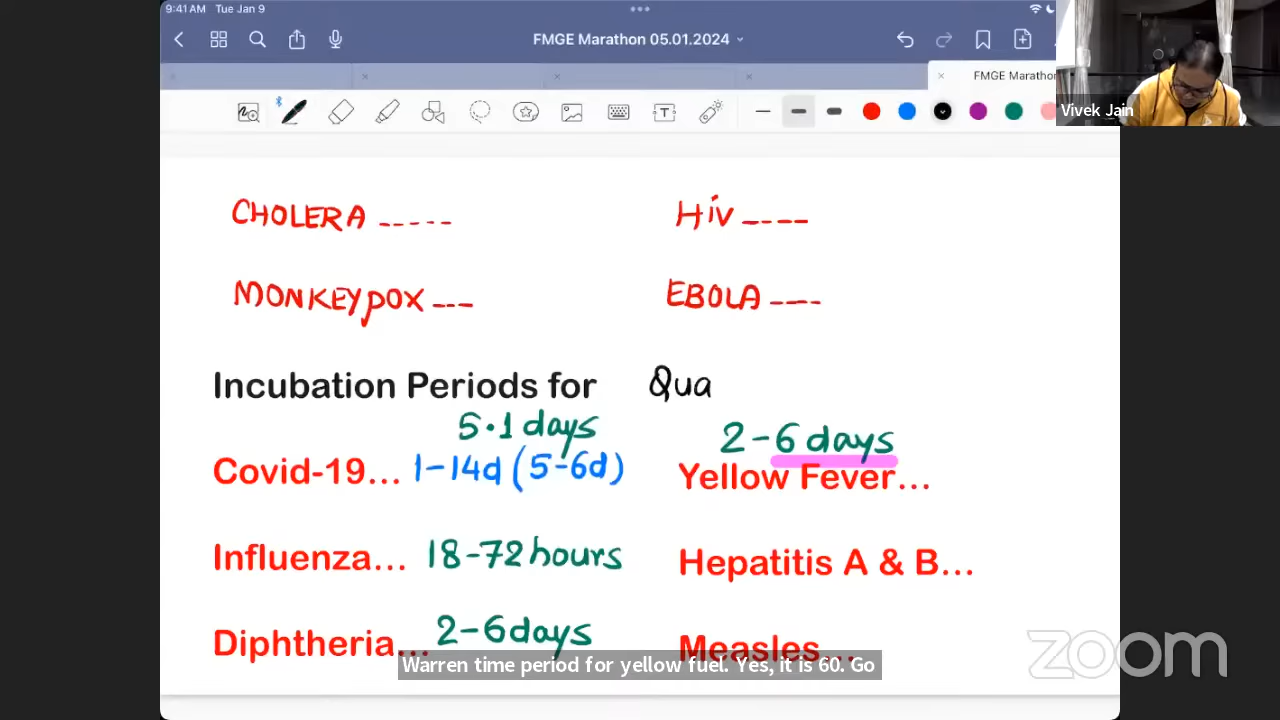 9:41 AM Tue Jan 9
FMGE Marathon 05.01.2024
FMGE Marathon
Vivek Jain
CHOLERA ----- HIV ----
MONKEYPOX --- EBOLA ----
Incubation Periods for Qua
5.1 days 2-6 days
Covid-19... 1-14d (5-6d) Yellow Fever...
Influenza... 18-72 hours Hepatitis A & B...
Diphtheria... 2-6 days Measles...
Warren time period for yellow fuel. Yes, it is 60. Go
zoom